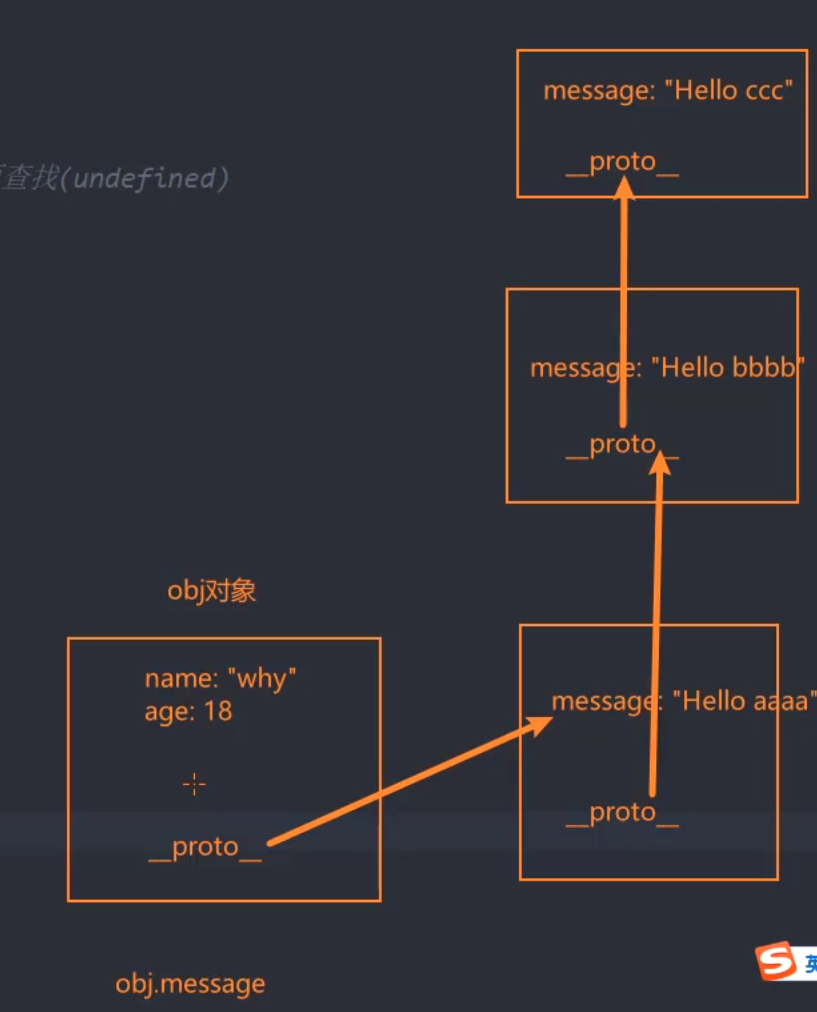 message: "Hello ccc"
__proto__
查找(undefined)
message: "Hello bbbb"
__proto__
obj对象
name: "why"
age: 18
message: "Hello aaaa"
__proto__
__proto__
obj.message
英